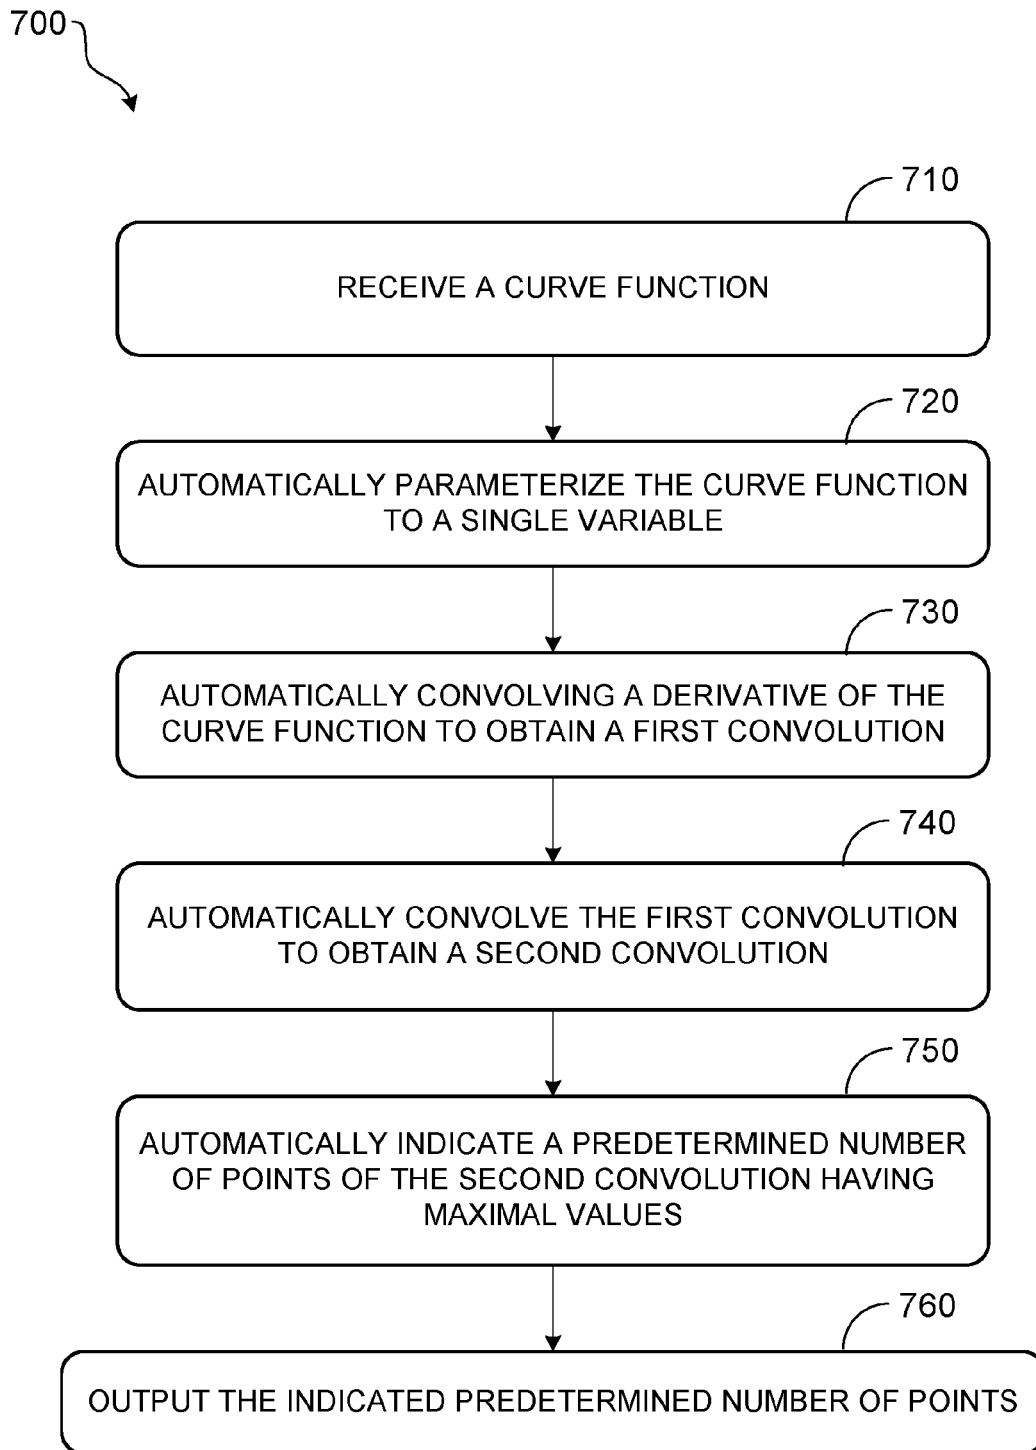 700
710
RECEIVE A CURVE FUNCTION
720
AUTOMATICALLY PARAMETERIZE THE CURVE FUNCTION
TO A SINGLE VARIABLE
730
AUTOMATICALLY CONVOLVING A DERIVATIVE OF THE
CURVE FUNCTION TO OBTAIN A FIRST CONVOLUTION
740
AUTOMATICALLY CONVOLVE THE FIRST CONVOLUTION
TO OBTAIN A SECOND CONVOLUTION
750
AUTOMATICALLY INDICATE A PREDETERMINED NUMBER
OF POINTS OF THE SECOND CONVOLUTION HAVING
MAXIMAL VALUES
760
OUTPUT THE INDICATED PREDETERMINED NUMBER OF POINTS